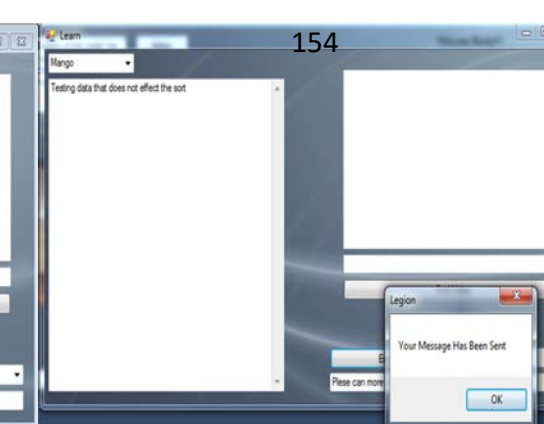 Learn
154
Mango
Testing data that does not effect the sort
Legion
Your Message Has Been Sent
Plese can more
OK